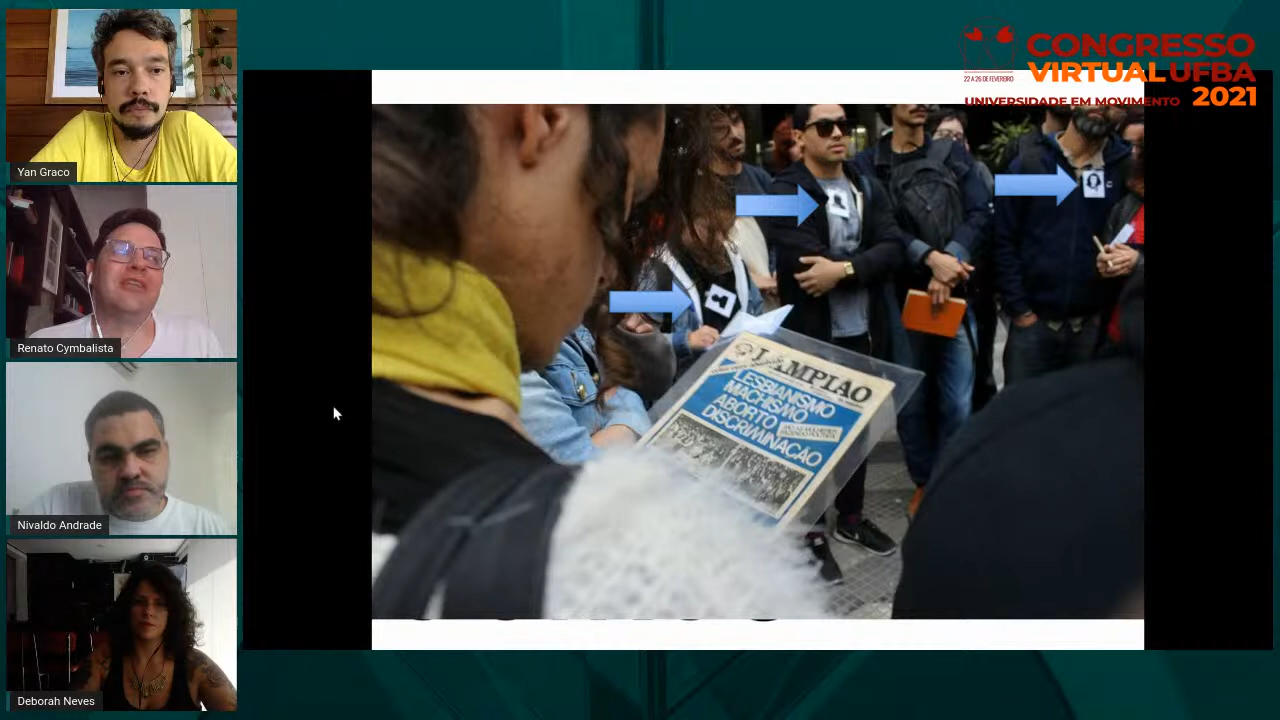 Yan Graco
Renato Cymbalista
Nivaldo Andrade
Deborah Neves
22 A 26 DE FEVEREIRO
CONGRESSO
VIRTUAL UFBA
UNIVERSIDADE EM MOVIMENTO 2021
LAMPIAO
LESBIANISMO
MACHISMO
ABORTO
DISCRIMINAÇÃO